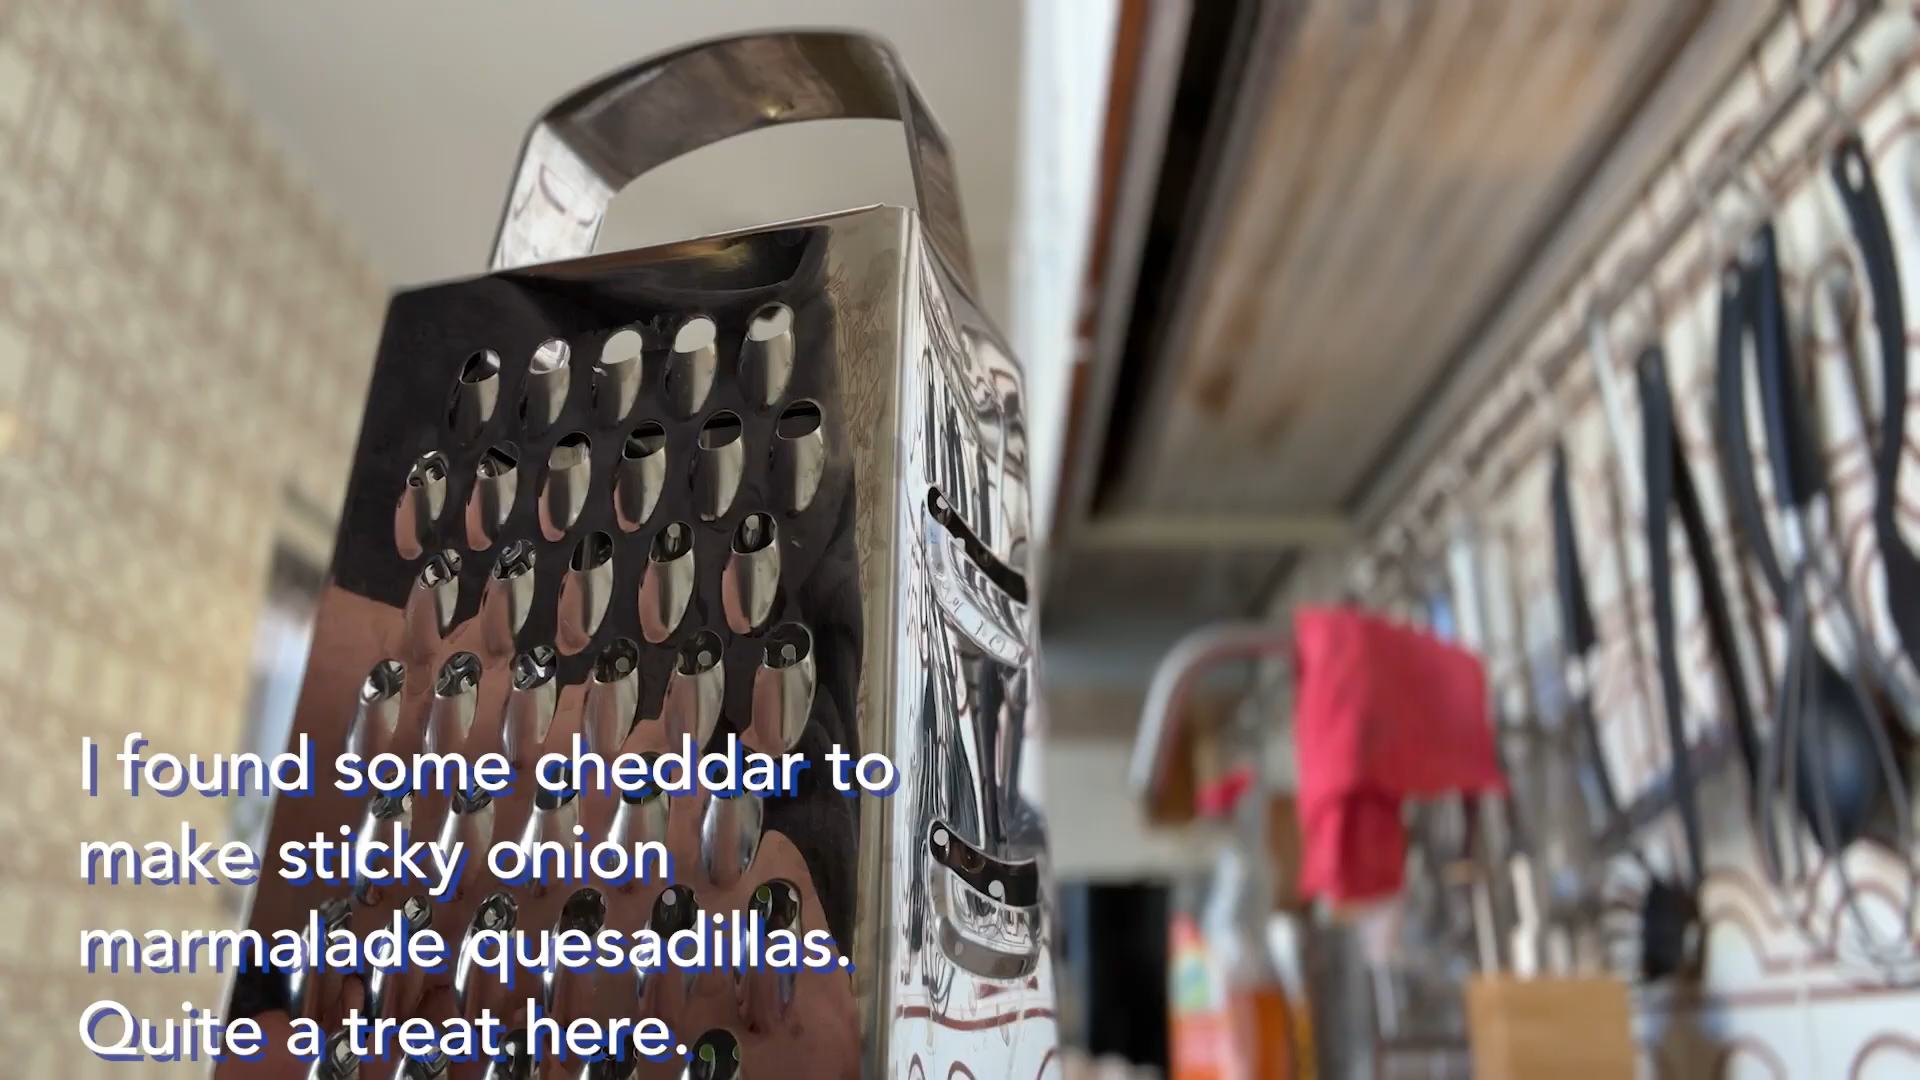 I found some cheddar to
make sticky onion
marmalade quesadillas.
Quite a treat here.